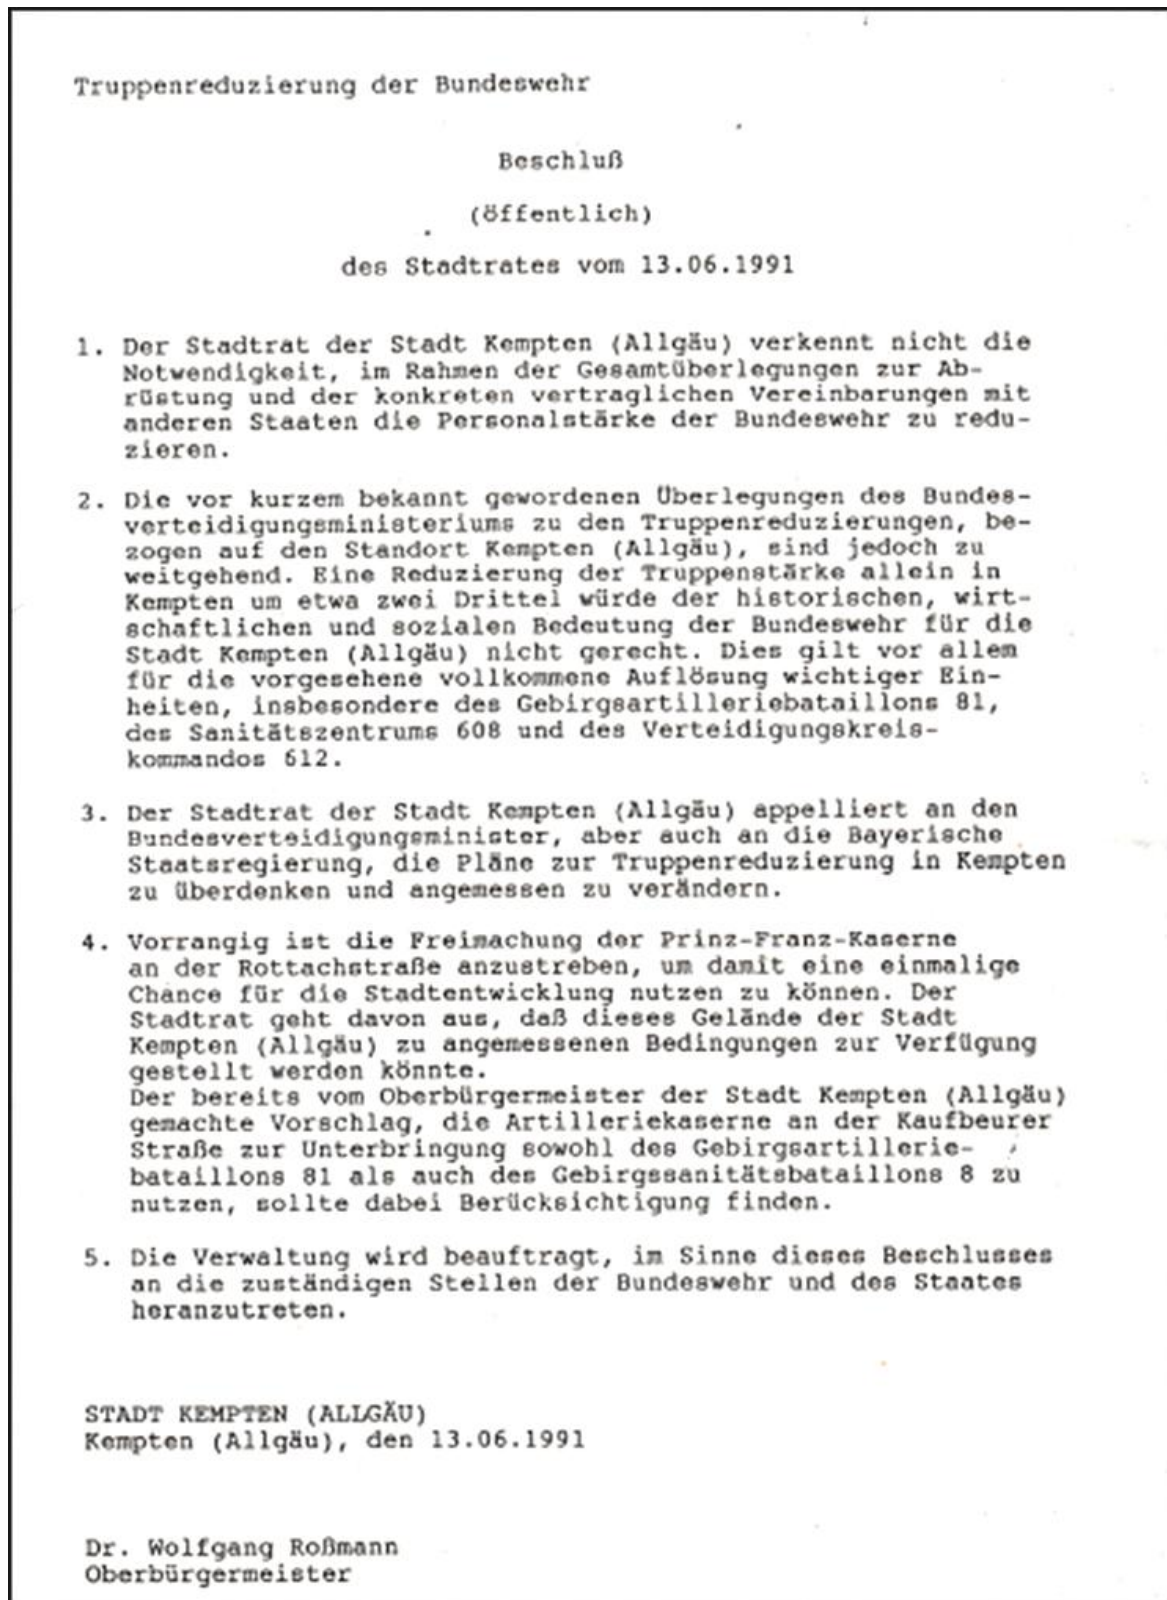 Truppenreduzierung der Bundeswehr
Beschluß
(öffentlich)
des Stadtrates vom 13.06.1991
1. Der Stadtrat der Stadt Kempten (Allgäu) verkennt nicht die
Notwendigkeit, im Rahmen der Gesamtüberlegungen zur Ab-
rüstung und der konkreten vertraglichen Vereinbarungen mit
anderen Staaten die Personalstärke der Bundeswehr zu redu-
zieren.
2. Die vor kurzem bekannt gewordenen Überlegungen des Bundes-
verteidigungsministeriums zu den Truppenreduzierungen, be-
zogen auf den Standort Kempten (Allgäu), sind jedoch zu
weitgehend. Eine Reduzierung der Truppenstärke allein in
Kempten um etwa zwei Drittel würde der historischen, wirt-
schaftlichen und sozialen Bedeutung der Bundeswehr für die
Stadt Kempten (Allgäu) nicht gerecht. Dies gilt vor allem
für die vorgesehene vollkommene Auflösung wichtiger Ein-
heiten, insbesondere des Gebirgsartilleriebataillons 81,
des Sanitätszentrums 608 und des Verteidigungskreis-
kommandos 612.
3. Der Stadtrat der Stadt Kempten (Allgäu) appelliert an den
Bundesverteidigungsminister, aber auch an die Bayerische
Staatsregierung, die Pläne zur Truppenreduzierung in Kempten
zu überdenken und angemessen zu verändern.
4. Vorrangig ist die Freimachung der Prinz-Franz-Kaserne
an der Rottachstraße anzustreben, um damit eine einmalige
Chance für die Stadtentwicklung nutzen zu können. Der
Stadtrat geht davon aus, daß dieses Gelände der Stadt
Kempten (Allgäu) zu angemessenen Bedingungen zur Verfügung
gestellt werden könnte.
Der bereits vom Oberbürgermeister der Stadt Kempten (Allgäu)
gemachte Vorschlag, die Artilleriekaserne an der Kaufbeurer
Straße zur Unterbringung sowohl des Gebirgsartillerie-
bataillons 81 als auch des Gebirgssanitätsbataillons 8 zu
nutzen, sollte dabei Berücksichtigung finden.
5. Die Verwaltung wird beauftragt, im Sinne dieses Beschlusses
an die zuständigen Stellen der Bundeswehr und des Staates
heranzutreten.
STADT KEMPTEN (ALLGÄU)
Kempten (Allgäu), den 13.06.1991
Dr. Wolfgang Roßmann
Oberbürgermeister